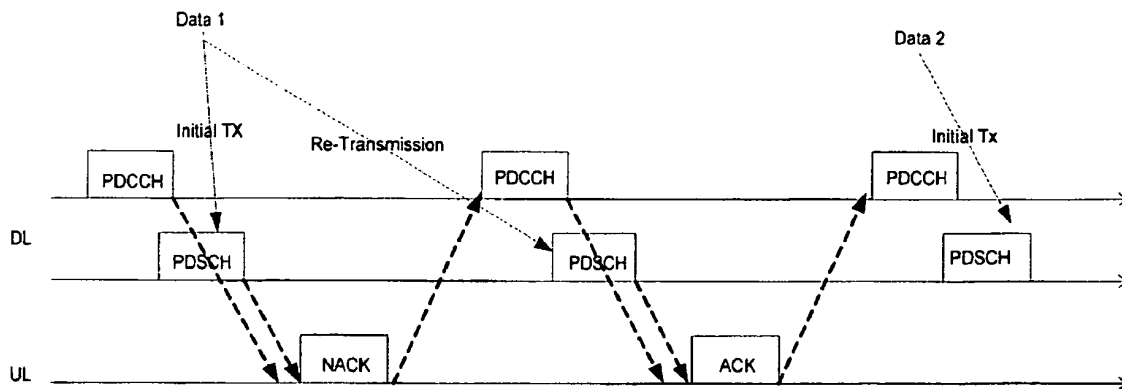 Data 1
Data 2
Initial TX
Re-Transmission
Initial Tx
PDCCH
PDCCH
PDCCH
DL
PDSCH
PDSCH
PDSCH
UL
NACK
ACK